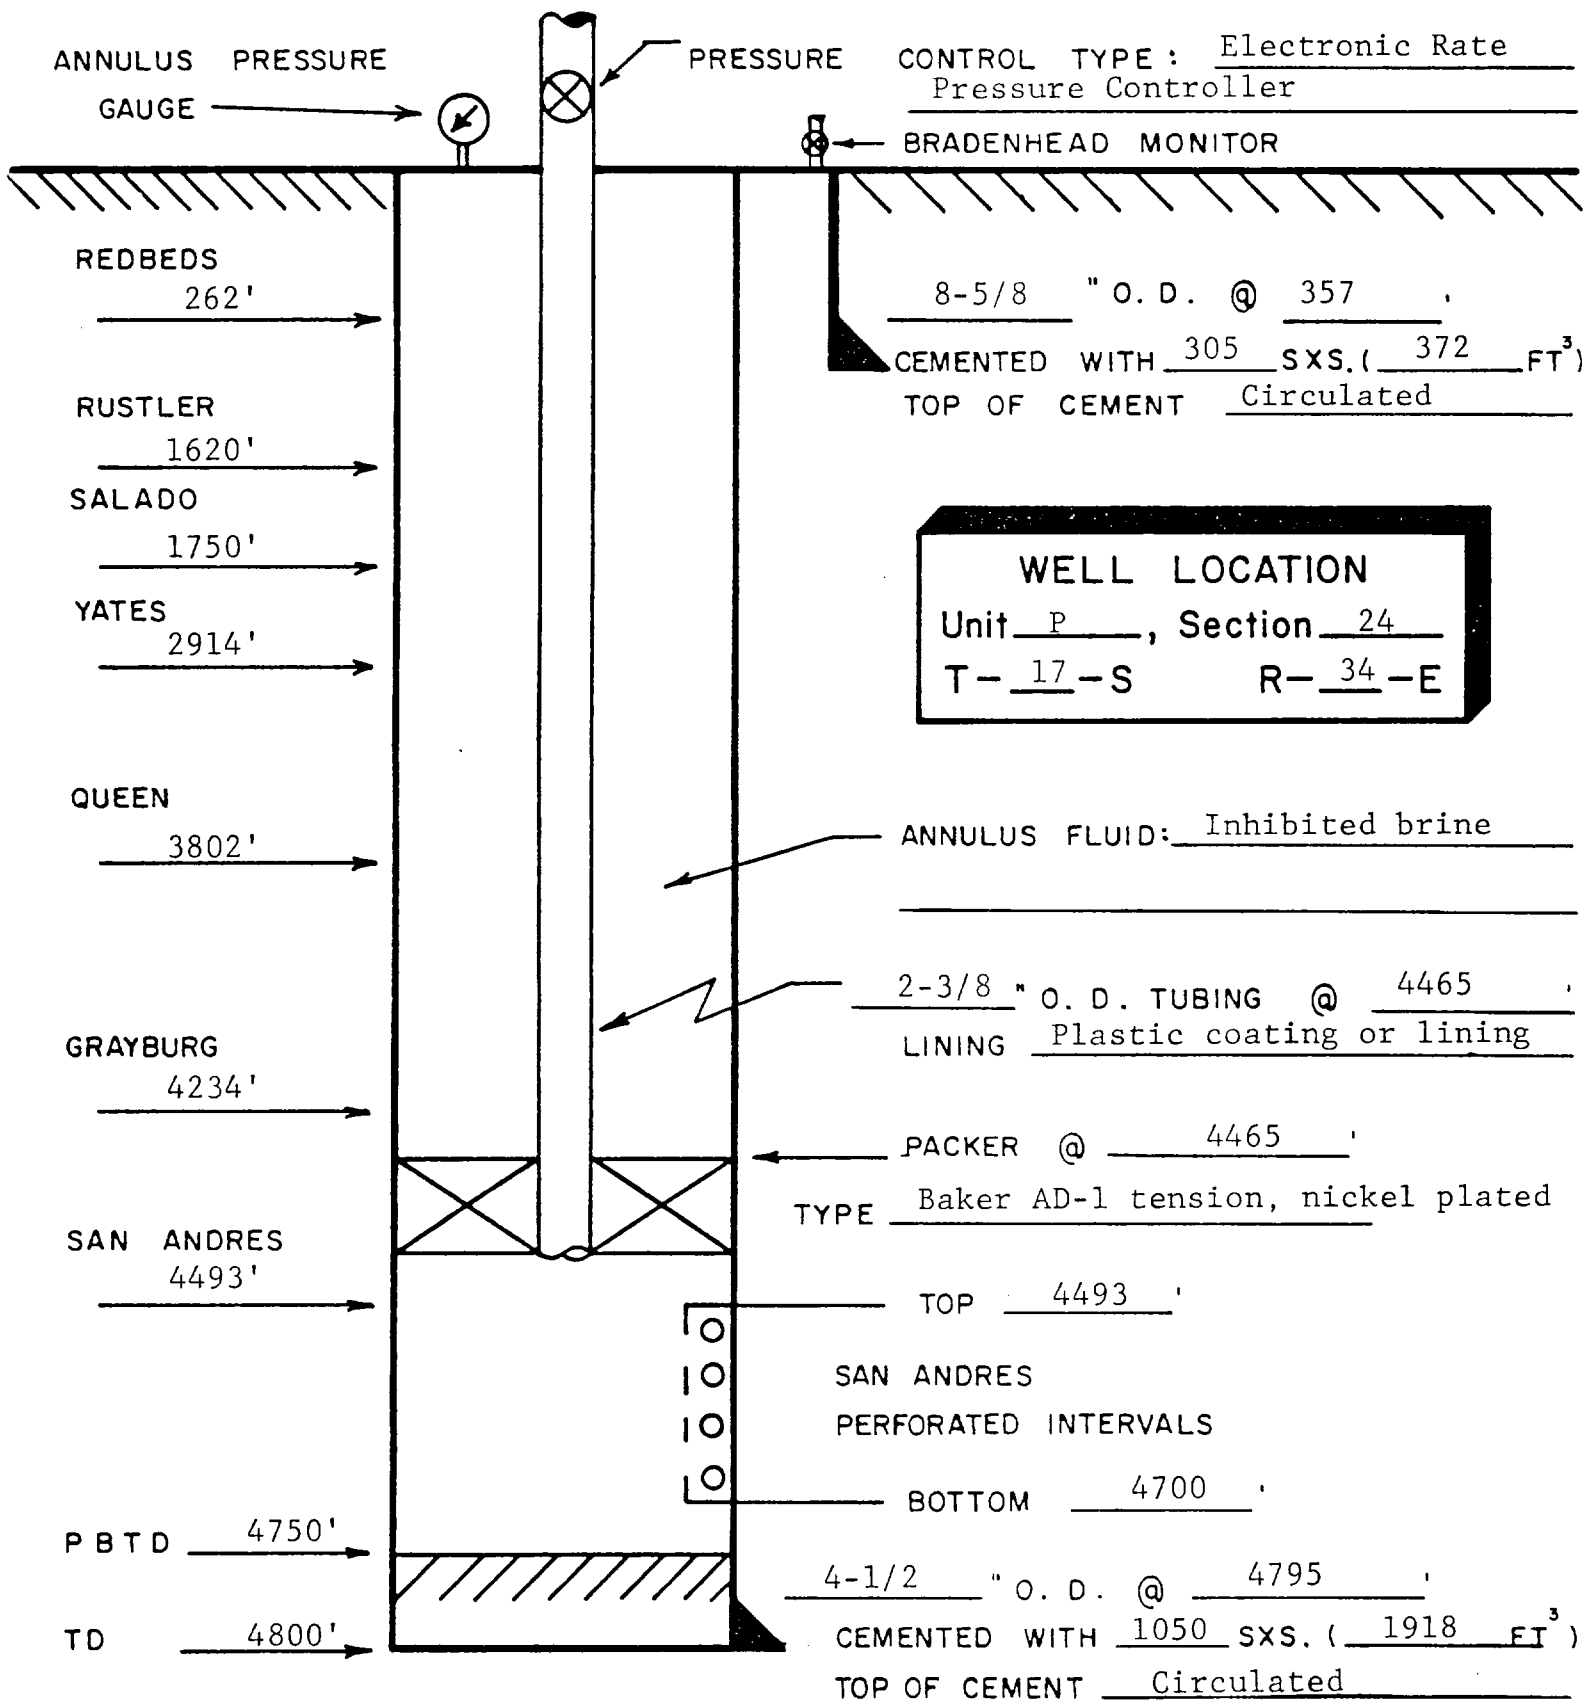 ANNULUS PRESSURE
GAUGE
PRESSURE CONTROL TYPE: Electronic Rate
Pressure Controller
BRADENHEAD MONITOR
REDBEDS
262'
8-5/8 " O. D. @ 357 '
CEMENTED WITH 305 SXS. ( 372 FT³)
TOP OF CEMENT Circulated
RUSTLER
1620'
SALADO
1750'
YATES
2914'
WELL LOCATION
Unit P , Section 24
T- 17 -S R- 34 -E
QUEEN
3802'
ANNULUS FLUID: Inhibited brine
2-3/8 " O. D. TUBING @ 4465 '
LINING Plastic coating or lining
GRAYBURG
4234'
PACKER @ 4465 '
TYPE Baker AD-1 tension, nickel plated
SAN ANDRES
4493'
TOP 4493 '
SAN ANDRES
PERFORATED INTERVALS
BOTTOM 4700 '
PBTD 4750'
4-1/2 " O. D. @ 4795 '
TD 4800'
CEMENTED WITH 1050 SXS. ( 1918 FT³)
TOP OF CEMENT Circulated